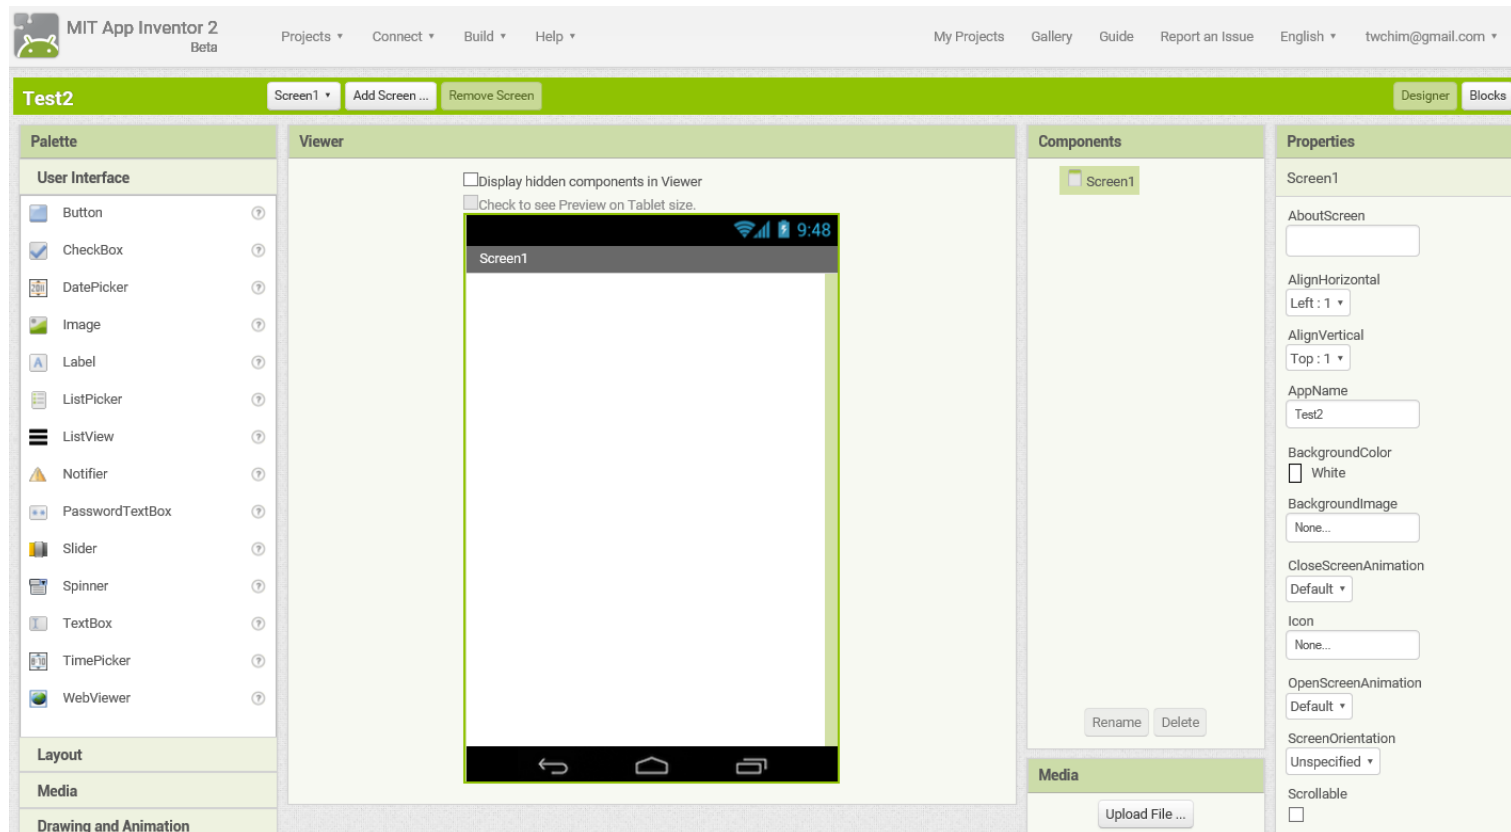 MIT App Inventor 2
Beta
Projects Connect Build Help My Projects Gallery Guide Report an Issue English twchim@gmail.com
Test2 Screen1 Add Screen ... Remove Screen Designer Blocks
Palette
User Interface
Button
CheckBox
DatePicker
Image
Label
ListPicker
ListView
Notifier
PasswordTextBox
Slider
Spinner
TextBox
TimePicker
WebViewer
Layout
Media
Drawing and Animation
Viewer
Display hidden components in Viewer
Check to see Preview on Tablet size.
9:48
Screen1
Components
Screen1
Rename Delete
Media
Upload File ...
Properties
Screen1
AboutScreen
AlignHorizontal
Left : 1
AlignVertical
Top : 1
AppName
Test2
BackgroundColor
White
BackgroundImage
None...
CloseScreenAnimation
Default
Icon
None...
OpenScreenAnimation
Default
ScreenOrientation
Unspecified
Scrollable